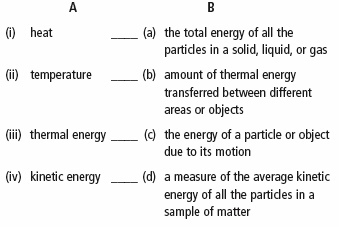 A B
(i) heat ____ (a) the total energy of all the
particles in a solid, liquid, or gas
(ii) temperature ____ (b) amount of thermal energy
transferred between different
areas or objects
(iii) thermal energy ____ (c) the energy of a particle or object
due to its motion
(iv) kinetic energy ____ (d) a measure of the average kinetic
energy of all the particles in a
sample of matter